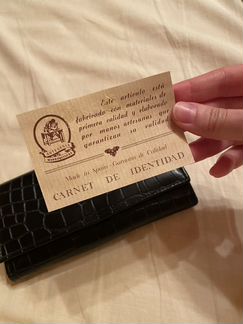 Este artículo está
fabricado con materiales de
primera calidad y elaborado
por manos artesanas que
garantizan su calidad
Made in Spain - Garantía de Calidad
CARNET DE IDENTIDAD